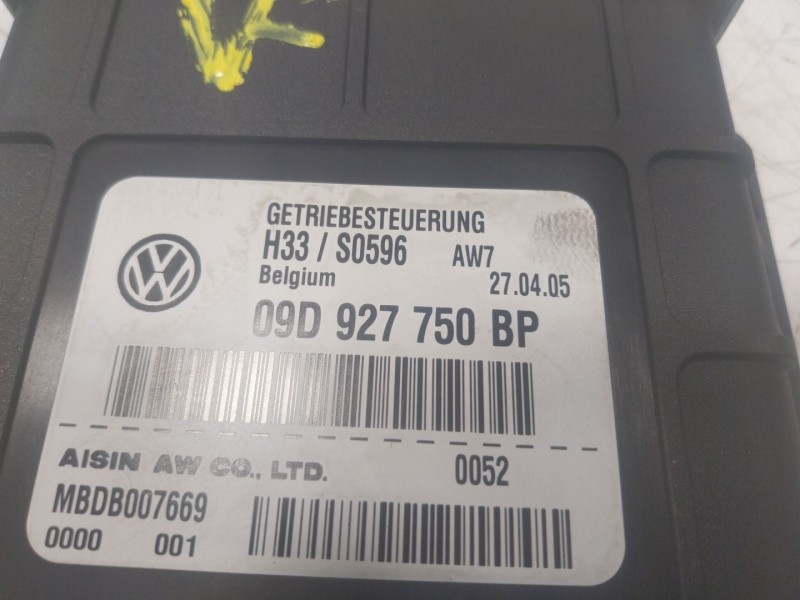 GETRIEBESTEUERUNG
H33 / S0596 AW7
Belgium 27.04.05
09D 927 750 BP
AISIN AW CO., LTD. 0052
MBDB007669
0000 001